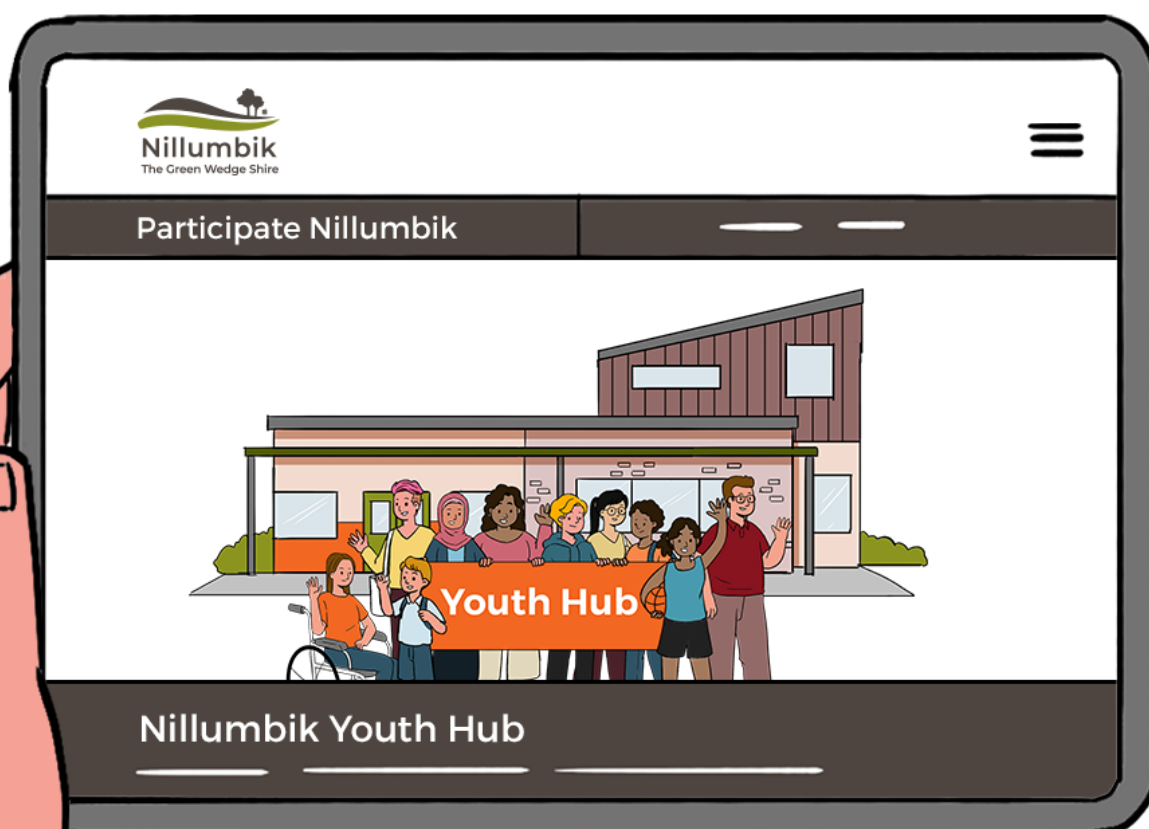 Nillumbik
The Green Wedge Shire
Participate Nillumbik
Youth Hub
Nillumbik Youth Hub